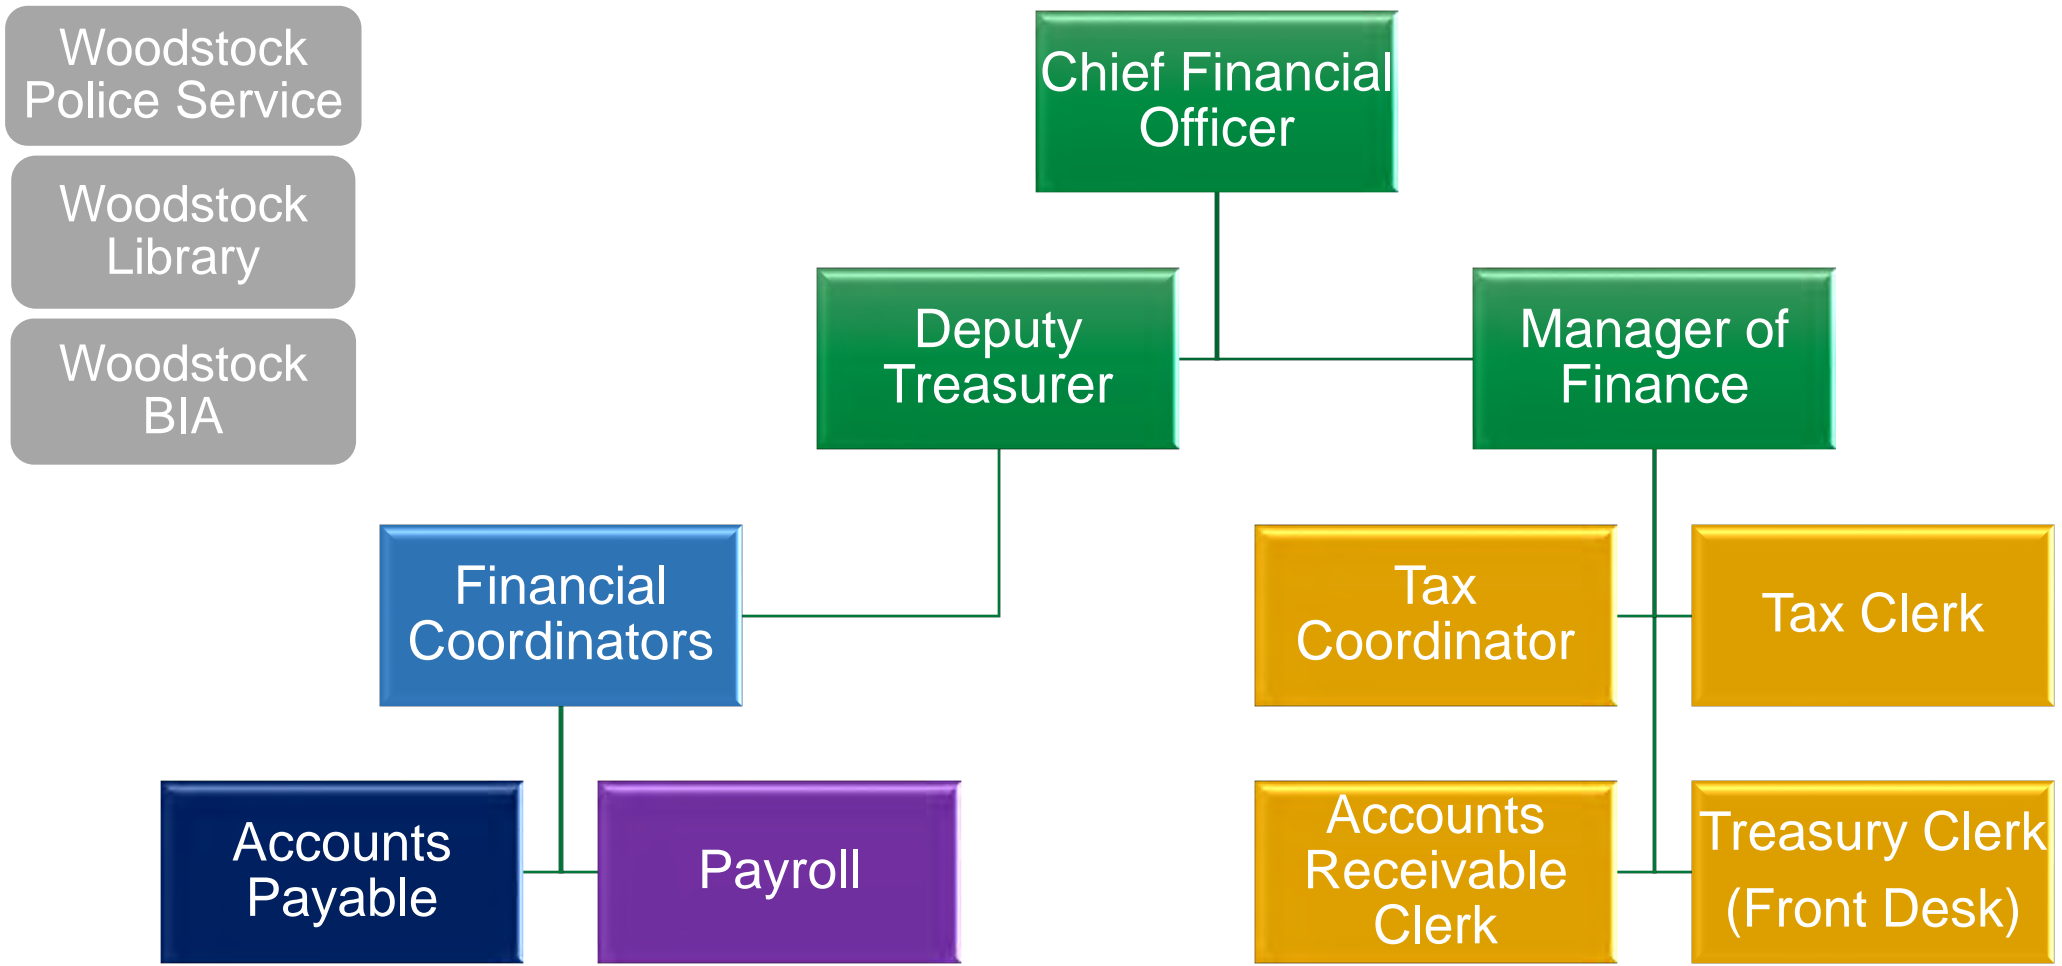 Woodstock
Police Service
Woodstock
Library
Woodstock
BIA
Chief Financial
Officer
Deputy
Treasurer
Manager of
Finance
Financial
Coordinators
Tax
Coordinator
Tax Clerk
Accounts
Payable
Payroll
Accounts
Receivable
Clerk
Treasury Clerk
(Front Desk)